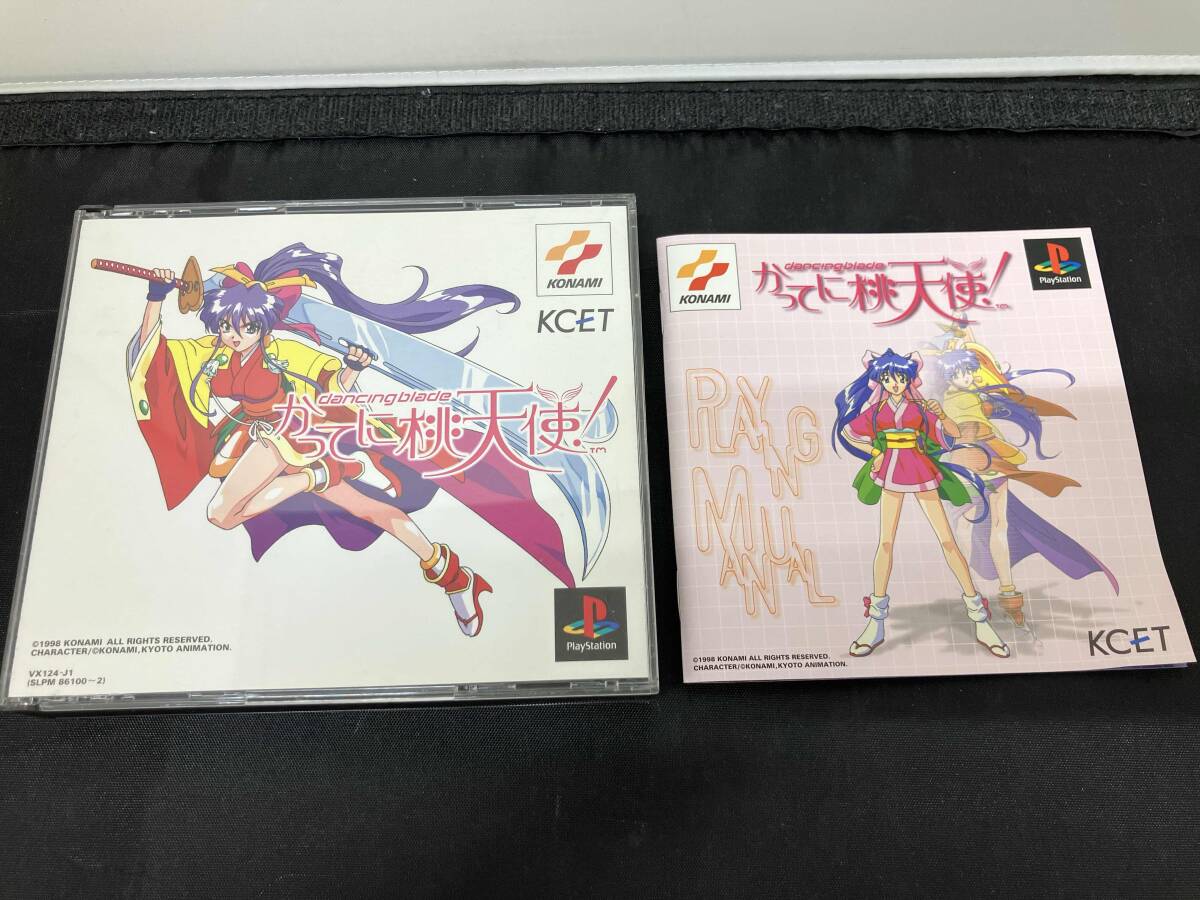 KONAMI
KCET
dancing blade
かってに桃天使!
TM
PlayStation
©1998 KONAMI ALL RIGHTS RESERVED.
CHARACTER/©KONAMI,KYOTO ANIMATION.
VX124-J1
(SLPM 86100~2)
KONAMI
dancing blade
かってに桃天使!
TM
PlayStation
PLAYING
MANUAL
©1998 KONAMI ALL RIGHTS RESERVED.
CHARACTER/©KONAMI,KYOTO ANIMATION.
KCET